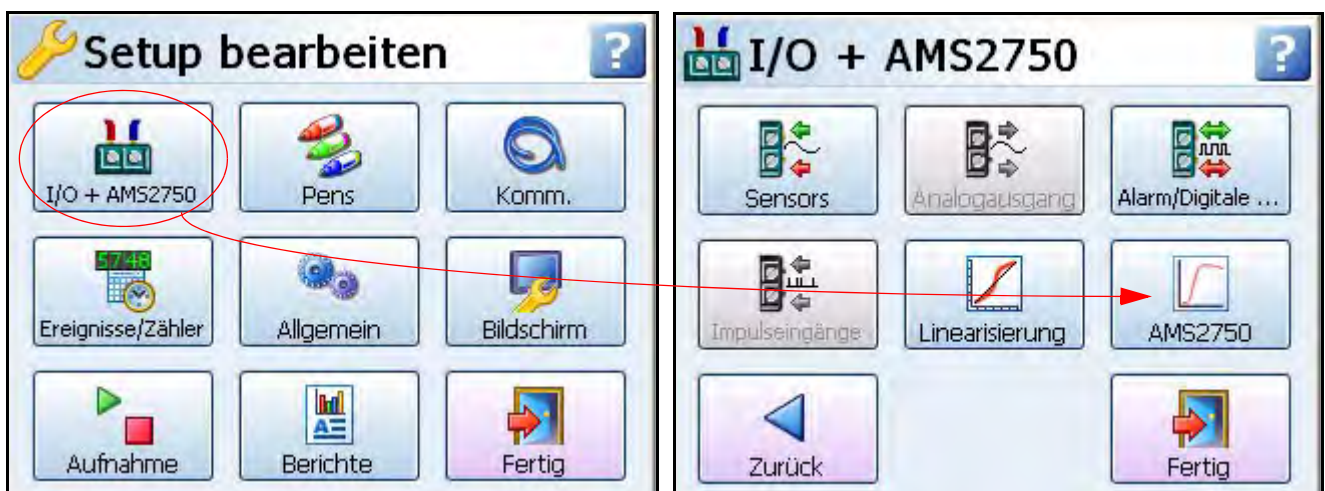 Setup bearbeiten
?
I/O + AMS2750
Pens
Komm.
5748
Ereignisse/Zähler
Allgemein
Bildschirm
Aufnahme
Berichte
Fertig
I/O + AMS2750
?
Sensors
Analogausgang
Alarm/Digitale ...
Impulseingänge
Linearisierung
AMS2750
Zurück
Fertig